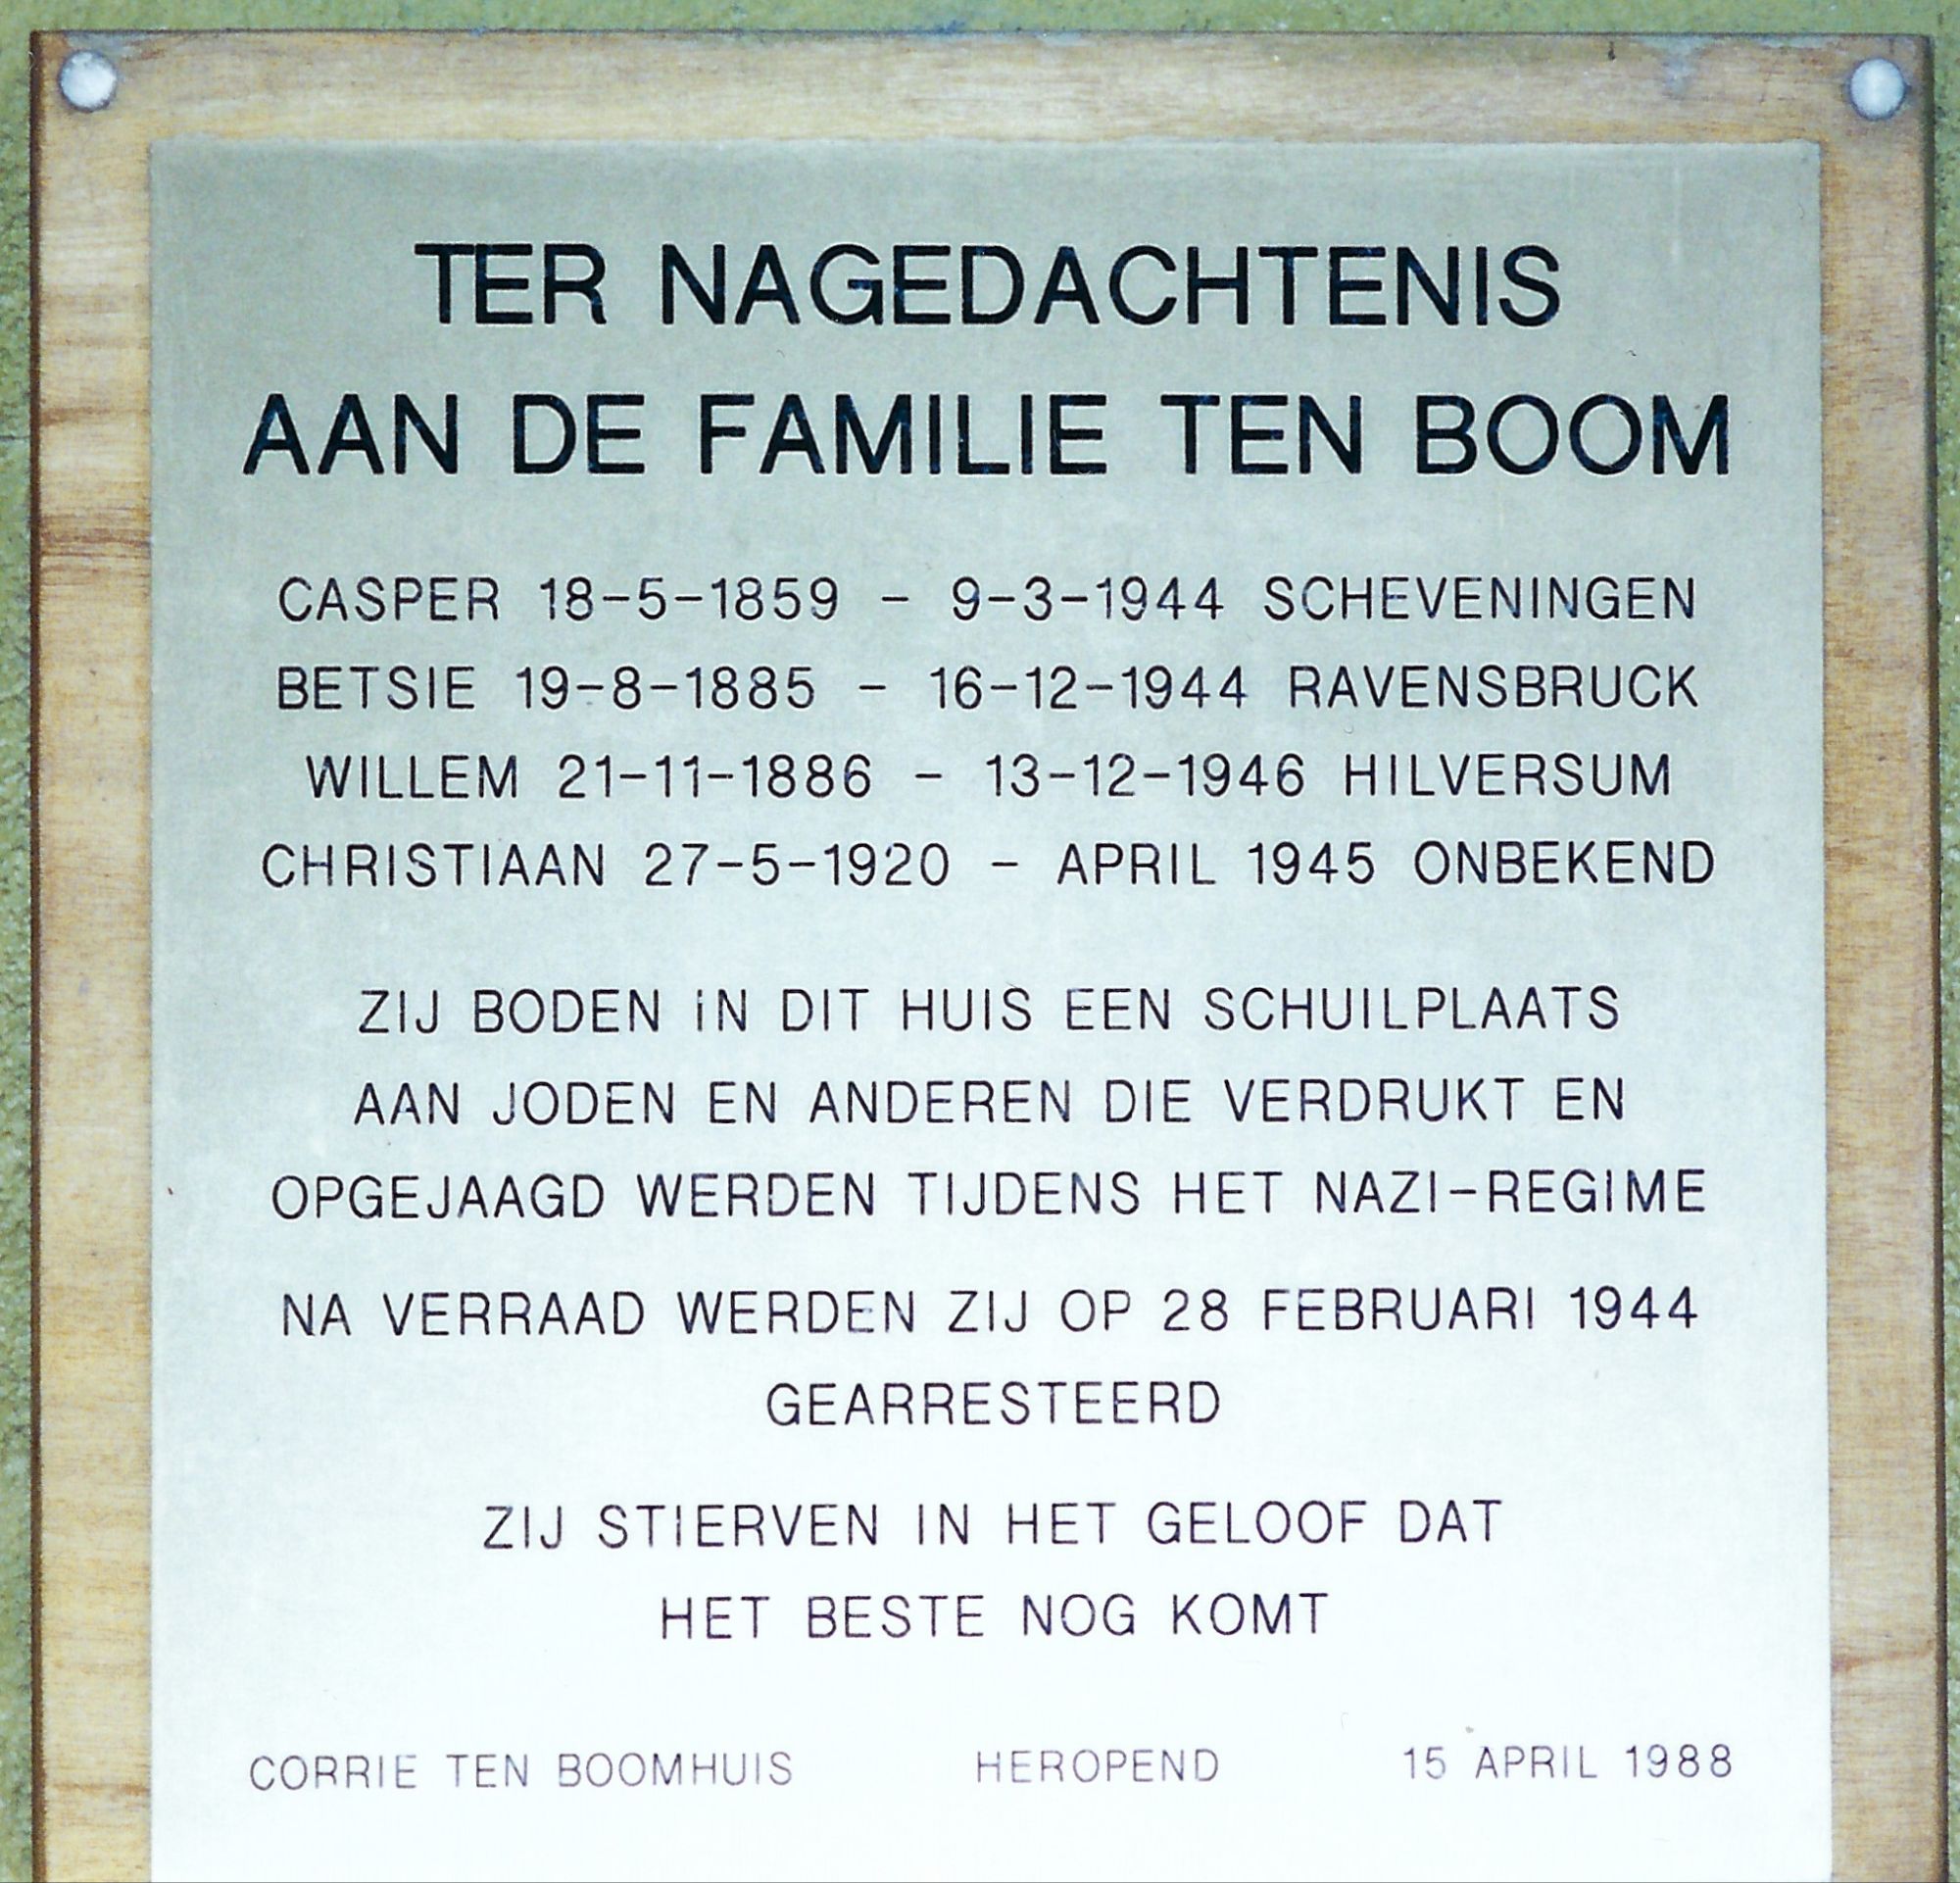 TER NAGEDACHTENIS
AAN DE FAMILIE TEN BOOM
CASPER 18-5-1859 - 9-3-1944 SCHEVENINGEN
BETSIE 19-8-1885 - 16-12-1944 RAVENSBRUCK
WILLEM 21-11-1886 - 13-12-1946 HILVERSUM
CHRISTIAAN 27-5-1920 - APRIL 1945 ONBEKEND
ZIJ BODEN IN DIT HUIS EEN SCHUILPLAATS
AAN JODEN EN ANDEREN DIE VERDRUKT EN
OPGEJAAGD WERDEN TIJDENS HET NAZI-REGIME
NA VERRAAD WERDEN ZIJ OP 28 FEBRUARI 1944
GEARRESTEERD
ZIJ STIERVEN IN HET GELOOF DAT
HET BESTE NOG KOMT
CORRIE TEN BOOMHUIS HEROPEND 15 APRIL 1988